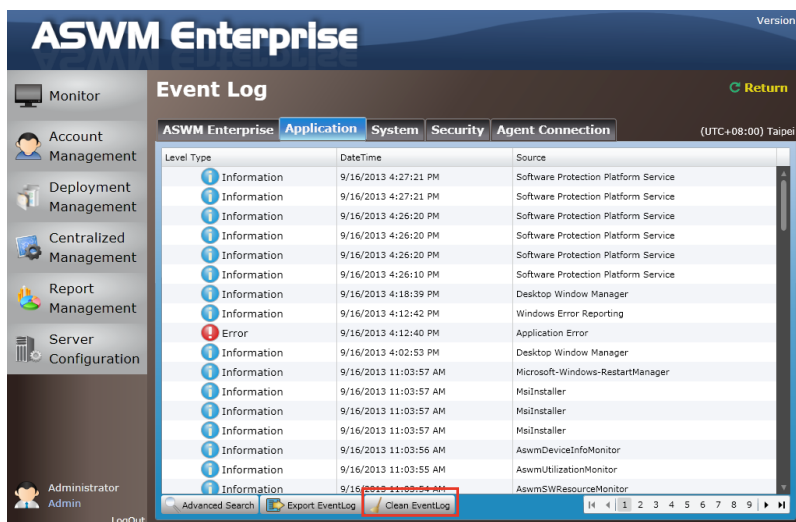 ASWM Enterprise
Version
Monitor
Account
Management
Deployment
Management
Centralized
Management
Report
Management
Server
Configuration
Administrator
Admin
LogOut
Event Log
Return
ASWM Enterprise Application System Security Agent Connection (UTC+08:00) Taipei
Level Type DateTime Source
Information 9/16/2013 4:27:21 PM Software Protection Platform Service
Information 9/16/2013 4:27:21 PM Software Protection Platform Service
Information 9/16/2013 4:26:20 PM Software Protection Platform Service
Information 9/16/2013 4:26:20 PM Software Protection Platform Service
Information 9/16/2013 4:26:20 PM Software Protection Platform Service
Information 9/16/2013 4:26:10 PM Software Protection Platform Service
Information 9/16/2013 4:18:39 PM Desktop Window Manager
Information 9/16/2013 4:12:42 PM Windows Error Reporting
Error 9/16/2013 4:12:40 PM Application Error
Information 9/16/2013 4:02:53 PM Desktop Window Manager
Information 9/16/2013 11:03:57 AM Microsoft-Windows-RestartManager
Information 9/16/2013 11:03:57 AM MsiInstaller
Information 9/16/2013 11:03:57 AM MsiInstaller
Information 9/16/2013 11:03:57 AM MsiInstaller
Information 9/16/2013 11:03:56 AM AswmDeviceInfoMonitor
Information 9/16/2013 11:03:55 AM AswmUtilizationMonitor
Information 9/16/2013 11:03:54 AM AswmSWResourceMonitor
Advanced Search Export EventLog Clean EventLog 1 2 3 4 5 6 7 8 9